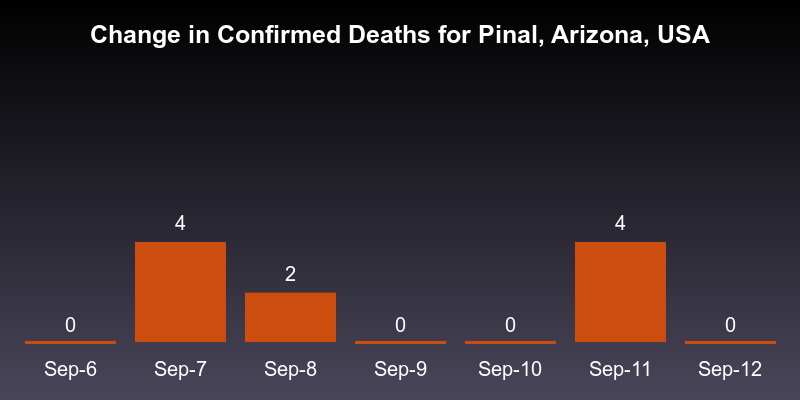 Change in Confirmed Deaths for Pinal, Arizona, USA
0 4 2 0 0 4 0
Sep-6 Sep-7 Sep-8 Sep-9 Sep-10 Sep-11 Sep-12